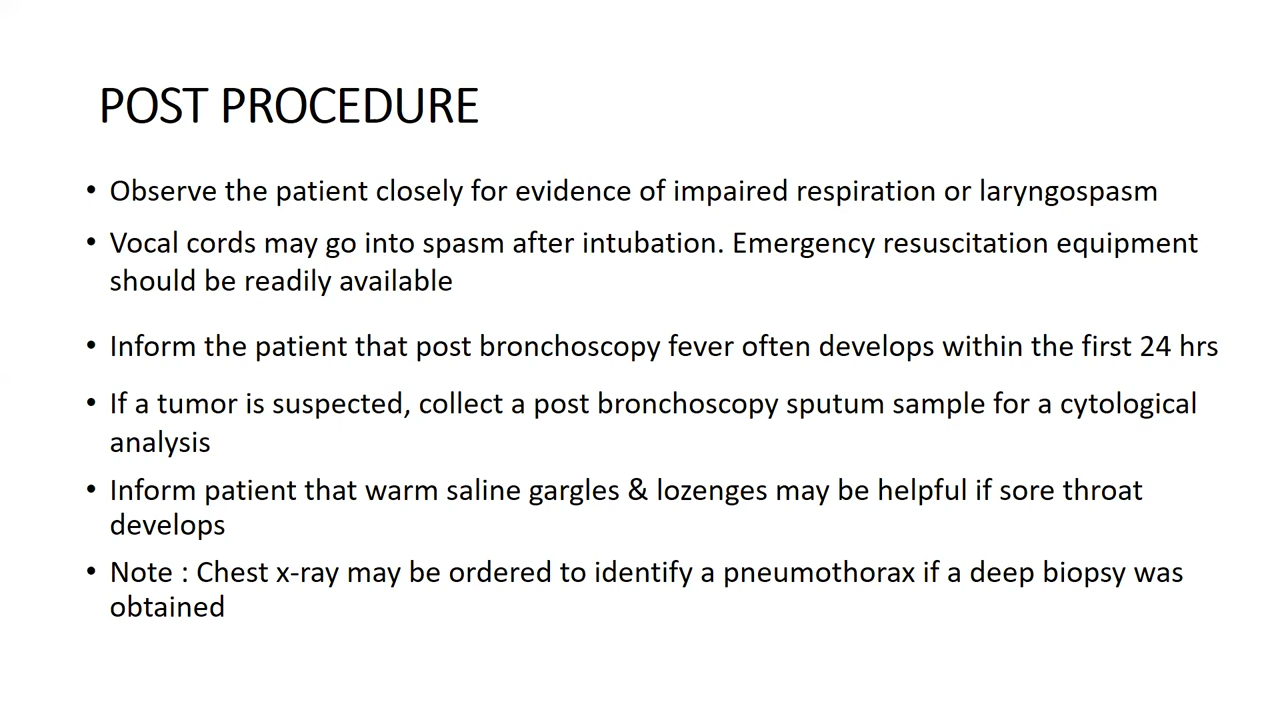 POST PROCEDURE
• Observe the patient closely for evidence of impaired respiration or laryngospasm
• Vocal cords may go into spasm after intubation. Emergency resuscitation equipment
should be readily available
• Inform the patient that post bronchoscopy fever often develops within the first 24 hrs
• If a tumor is suspected, collect a post bronchoscopy sputum sample for a cytological
analysis
• Inform patient that warm saline gargles & lozenges may be helpful if sore throat
develops
• Note : Chest x-ray may be ordered to identify a pneumothorax if a deep biopsy was
obtained